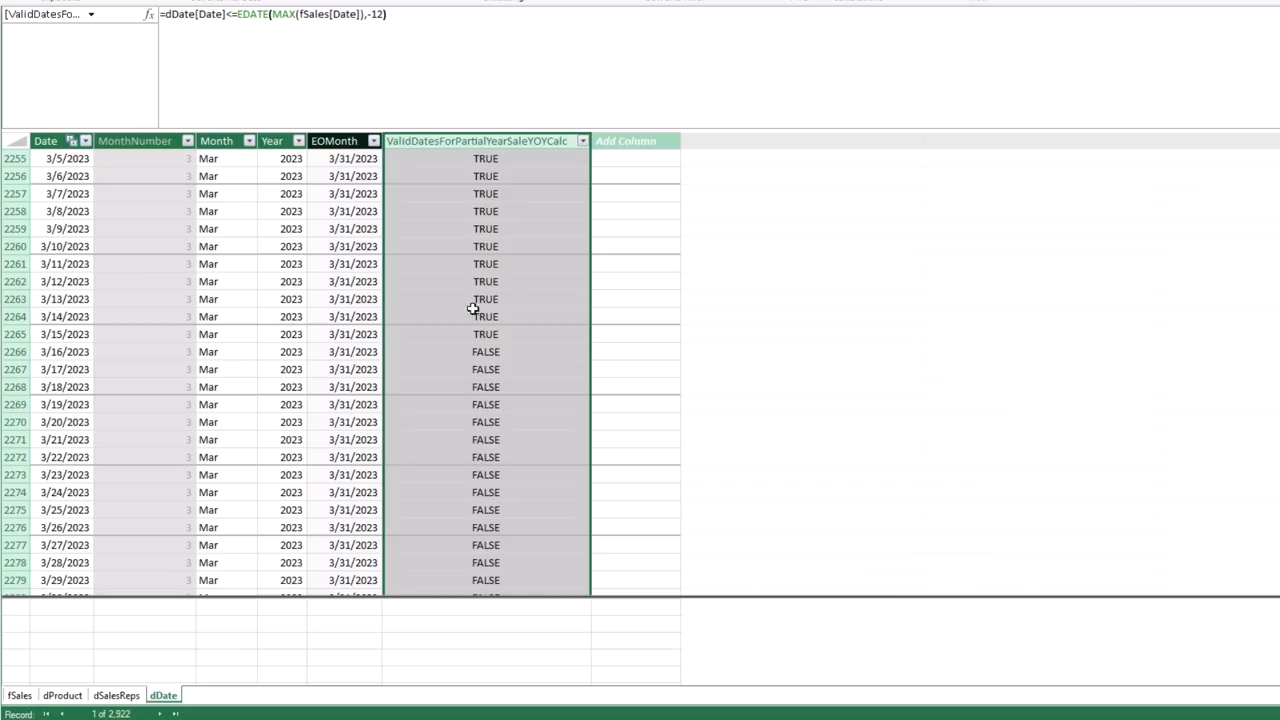 [ValidDatesFo... fx =dDate[Date]<=EDATE(MAX(fSales[Date]),-12)
Date MonthNumber Month Year EOMonth ValidDatesForPartialYearSaleYOYCalc Add Column
2255 3/5/2023 3 Mar 2023 3/31/2023 TRUE
2256 3/6/2023 3 Mar 2023 3/31/2023 TRUE
2257 3/7/2023 3 Mar 2023 3/31/2023 TRUE
2258 3/8/2023 3 Mar 2023 3/31/2023 TRUE
2259 3/9/2023 3 Mar 2023 3/31/2023 TRUE
2260 3/10/2023 3 Mar 2023 3/31/2023 TRUE
2261 3/11/2023 3 Mar 2023 3/31/2023 TRUE
2262 3/12/2023 3 Mar 2023 3/31/2023 TRUE
2263 3/13/2023 3 Mar 2023 3/31/2023 TRUE
2264 3/14/2023 3 Mar 2023 3/31/2023 TRUE
2265 3/15/2023 3 Mar 2023 3/31/2023 TRUE
2266 3/16/2023 3 Mar 2023 3/31/2023 FALSE
2267 3/17/2023 3 Mar 2023 3/31/2023 FALSE
2268 3/18/2023 3 Mar 2023 3/31/2023 FALSE
2269 3/19/2023 3 Mar 2023 3/31/2023 FALSE
2270 3/20/2023 3 Mar 2023 3/31/2023 FALSE
2271 3/21/2023 3 Mar 2023 3/31/2023 FALSE
2272 3/22/2023 3 Mar 2023 3/31/2023 FALSE
2273 3/23/2023 3 Mar 2023 3/31/2023 FALSE
2274 3/24/2023 3 Mar 2023 3/31/2023 FALSE
2275 3/25/2023 3 Mar 2023 3/31/2023 FALSE
2276 3/26/2023 3 Mar 2023 3/31/2023 FALSE
2277 3/27/2023 3 Mar 2023 3/31/2023 FALSE
2278 3/28/2023 3 Mar 2023 3/31/2023 FALSE
2279 3/29/2023 3 Mar 2023 3/31/2023 FALSE
fSales dProduct dSalesReps dDate
Record: 1 of 2,922